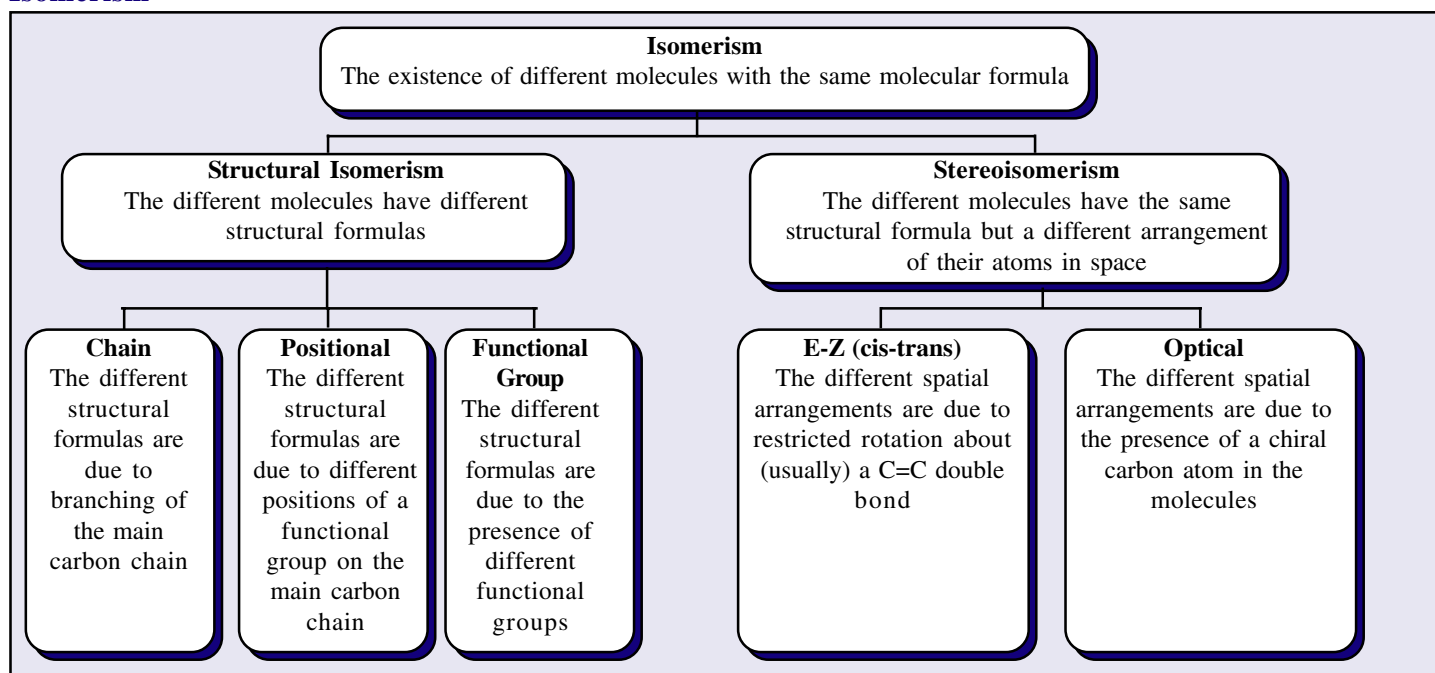 Isomerism
Isomerism
The existence of different molecules with the same molecular formula
Structural Isomerism
The different molecules have different
structural formulas
Stereoisomerism
The different molecules have the same
structural formula but a different arrangement
of their atoms in space
Chain
The different
structural
formulas are
due to
branching of
the main
carbon chain
Positional
The different
structural
formulas are
due to different
positions of a
functional
group on the
main carbon
chain
Functional
Group
The different
structural
formulas are
due to the
presence of
different
functional
groups
E-Z (cis-trans)
The different spatial
arrangements are due to
restricted rotation about
(usually) a C=C double
bond
Optical
The different spatial
arrangements are due to
the presence of a chiral
carbon atom in the
molecules